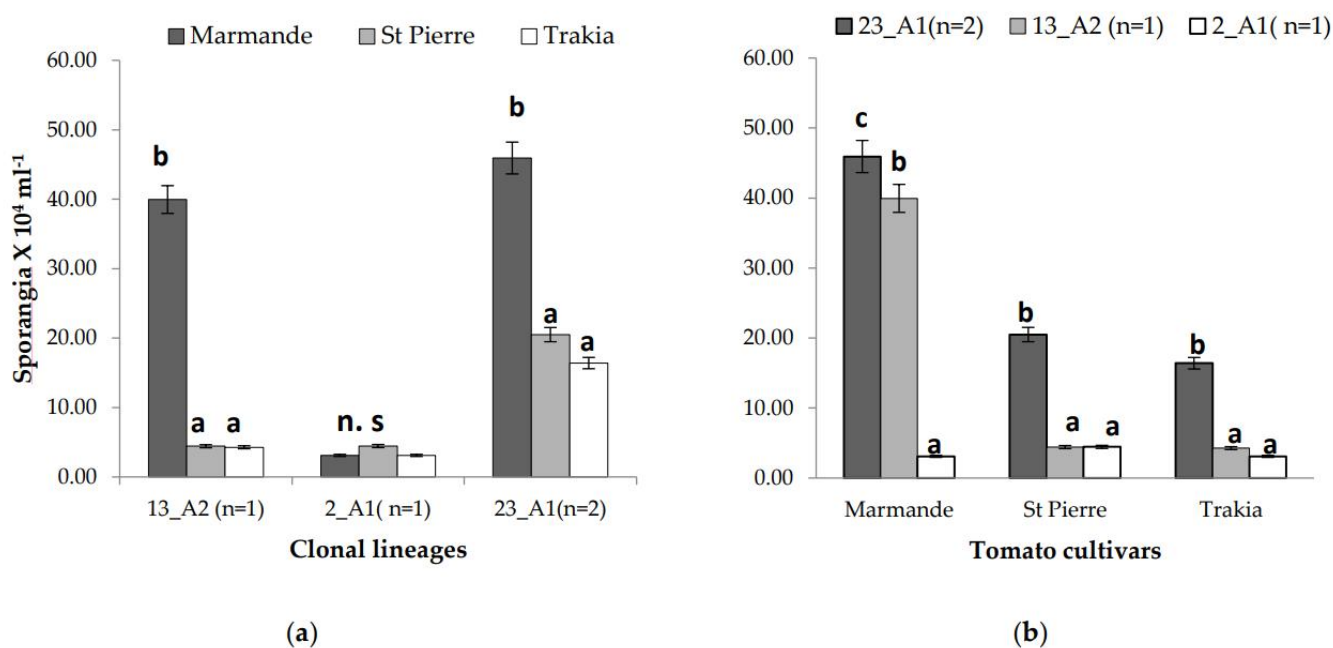 Marmande St Pierre Trakia
60.00
50.00
40.00
30.00
20.00
10.00
0.00
Sporangia X 10⁴ ml⁻¹
b
a
a
n. s
b
a
a
13_A2 (n=1) 2_A1( n=1) 23_A1(n=2)
Clonal lineages
(a)
23_A1(n=2) 13_A2 (n=1) 2_A1( n=1)
60.00
50.00
40.00
30.00
20.00
10.00
0.00
c
b
a
b
a
a
b
a
a
Marmande St Pierre Trakia
Tomato cultivars
(b)